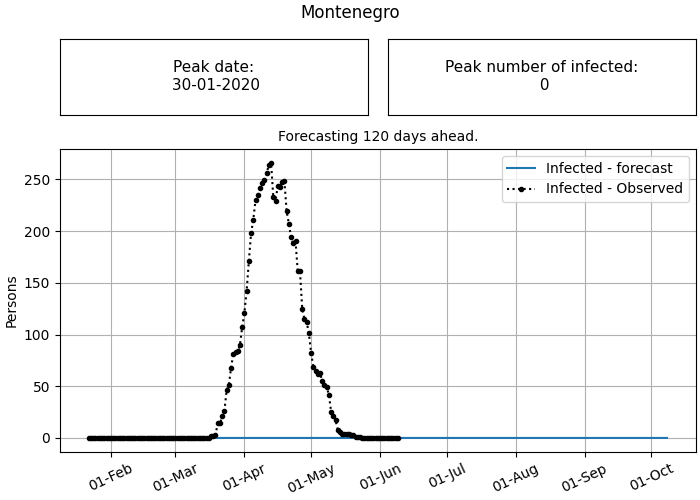 Montenegro
Peak date:
30-01-2020
Peak number of infected:
0
Forecasting 120 days ahead.
Infected - forecast
Infected - Observed
Persons
250
200
150
100
50
0
01-Feb
01-Mar
01-Apr
01-May
01-Jun
01-Jul
01-Aug
01-Sep
01-Oct